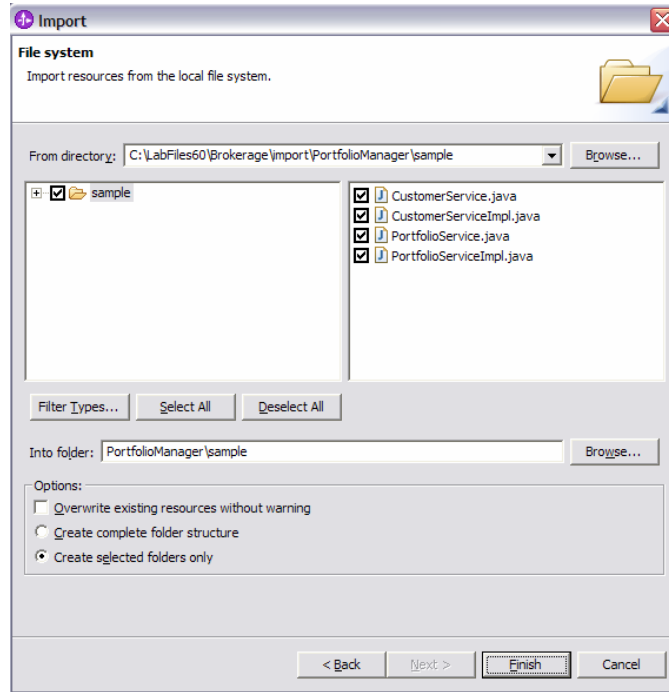 Import
File system
Import resources from the local file system.
From directory: C:\LabFiles60\Brokerage\import\PortfolioManager\sample Browse...
sample
CustomerService.java
CustomerServiceImpl.java
PortfolioService.java
PortfolioServiceImpl.java
Filter Types... Select All Deselect All
Into folder: PortfolioManager\sample Browse...
Options:
Overwrite existing resources without warning
Create complete folder structure
Create selected folders only
< Back Next > Finish Cancel